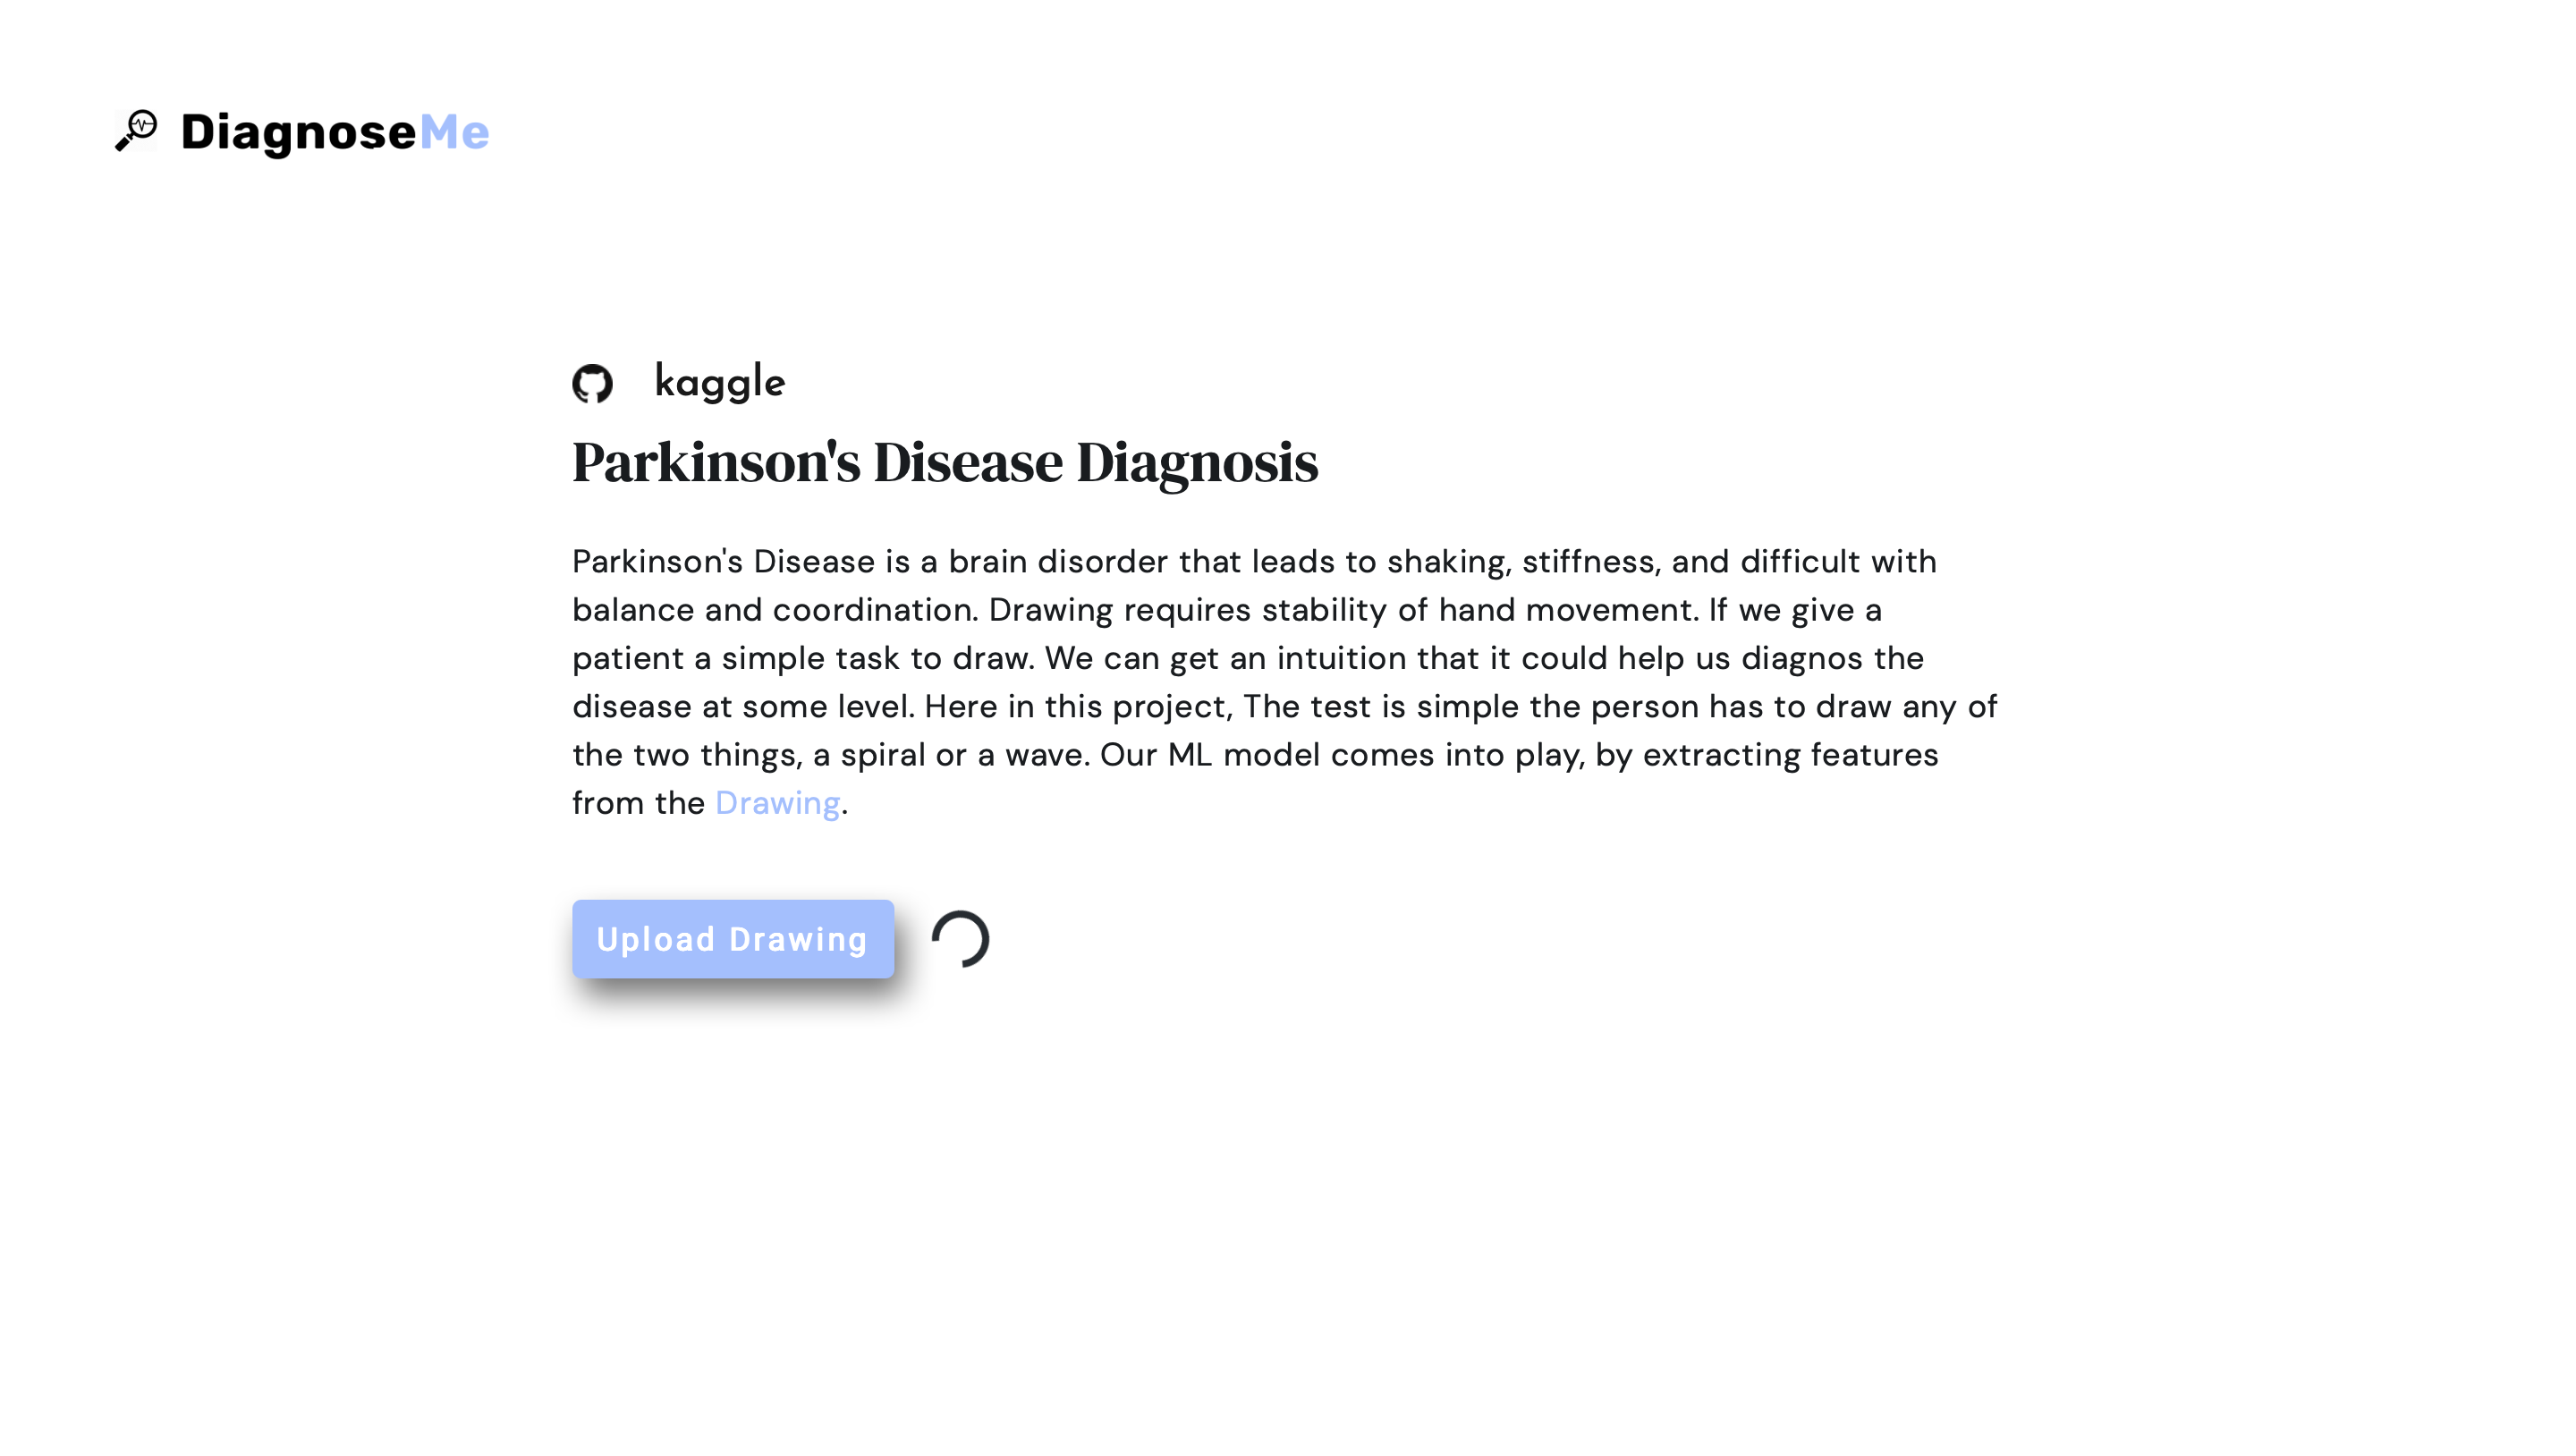 DiagnoseMe
kaggle
Parkinson's Disease Diagnosis
Parkinson's Disease is a brain disorder that leads to shaking, stiffness, and difficult with
balance and coordination. Drawing requires stability of hand movement. If we give a
patient a simple task to draw. We can get an intuition that it could help us diagnos the
disease at some level. Here in this project, The test is simple the person has to draw any of
the two things, a spiral or a wave. Our ML model comes into play, by extracting features
from the Drawing.
Upload Drawing